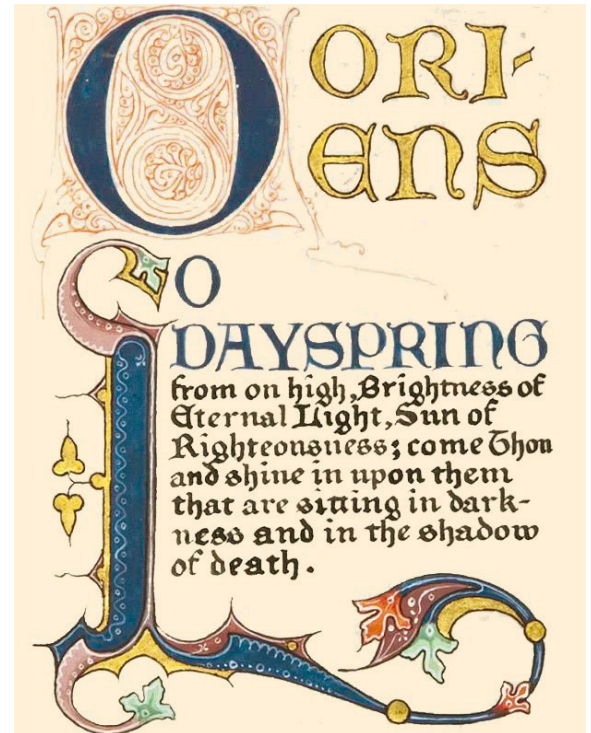 O ORI-
ENS
O
DAYSPRING
from on high, Brightness of
Eternal Light, Sun of
Righteousness; come Thou
and shine in upon them
that are sitting in dark-
ness and in the shadow
of death.